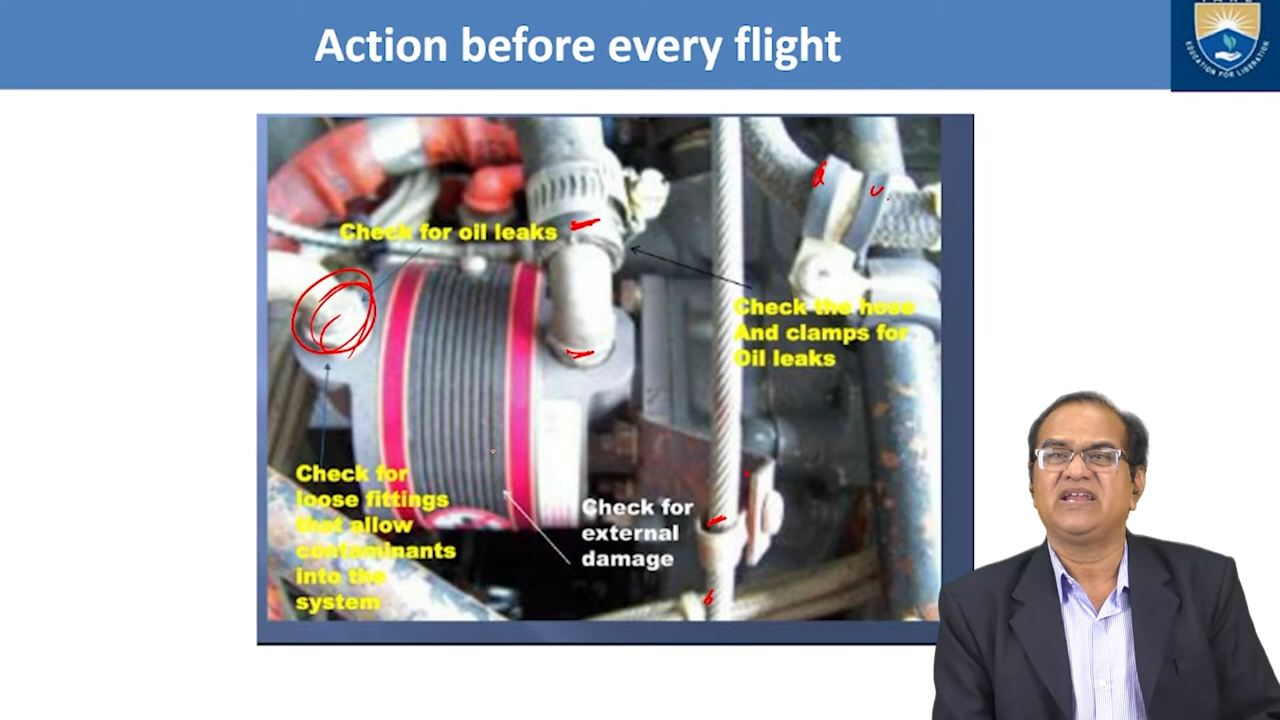 Action before every flight
EDUCATION FOR LIBERATION
Check for oil leaks
Check the hose
And clamps for
Oil leaks
Check for
loose fittings
that allow
contaminants
into the
system
Check for
external
damage